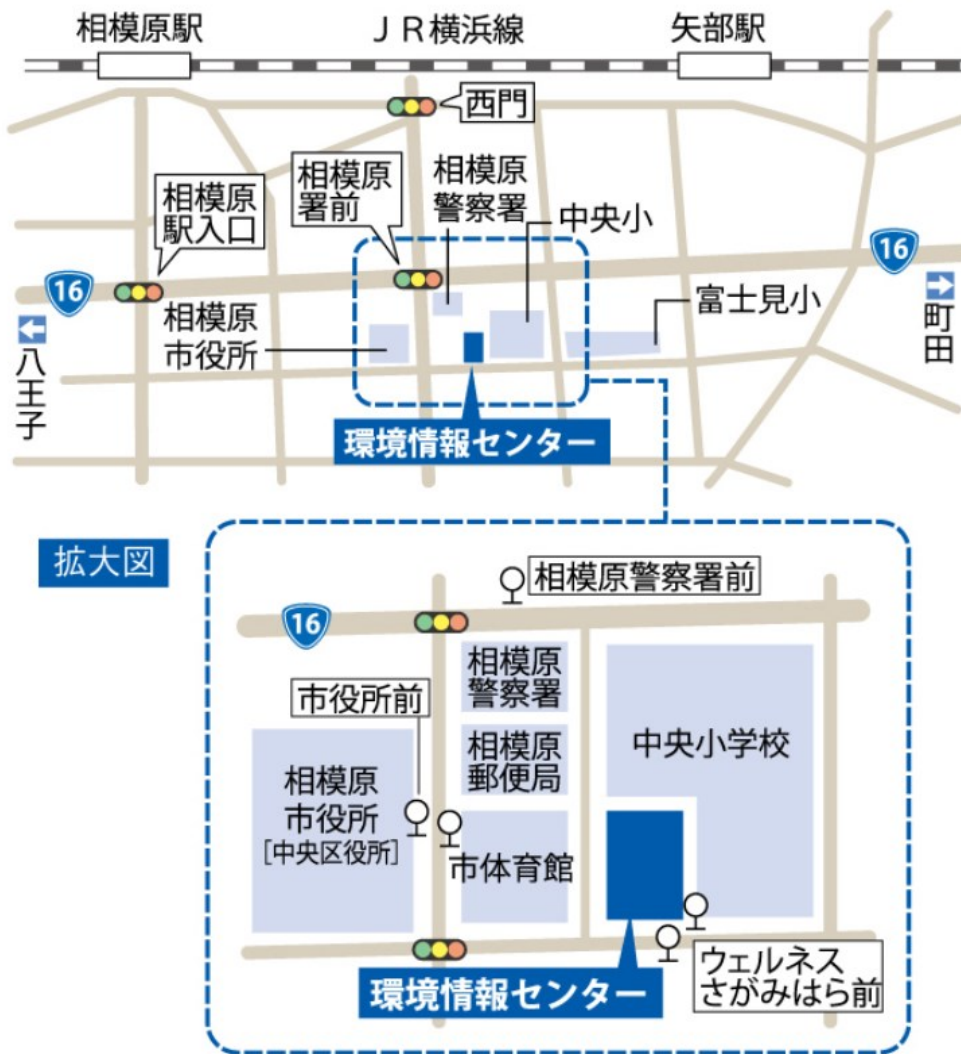 相模原駅
ＪＲ横浜線
矢部駅
西門
相模原
駅入口
相模原
署前
相模原
警察署
中央小
16
16
相模原
市役所
富士見小
八王子
町田
環境情報センター
拡大図
相模原警察署前
16
相模原
警察署
市役所前
相模原
郵便局
中央小学校
相模原
市役所
［中央区役所］
市体育館
ウェルネス
さがみはら前
環境情報センター